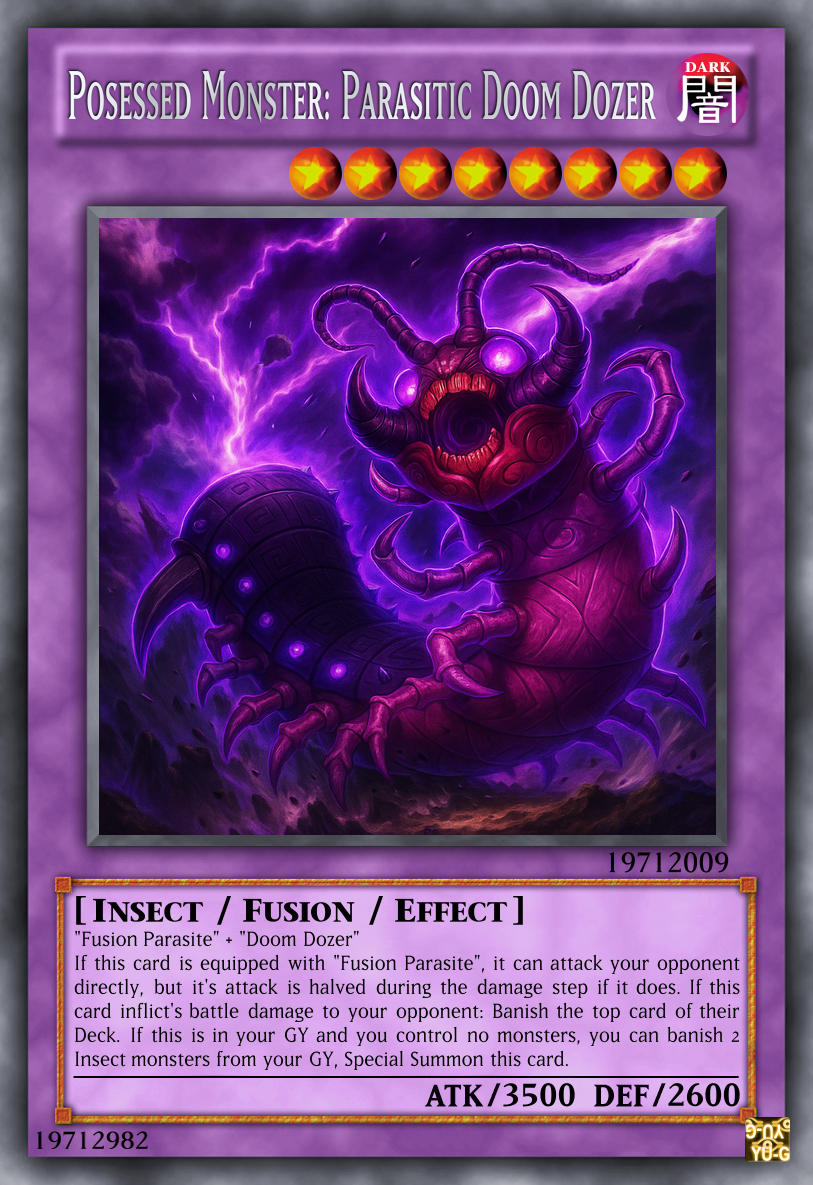 POSESSED MONSTER: PARASITIC DOOM DOZER
DARK
闇
19712009
[ INSECT / FUSION / EFFECT ]
"Fusion Parasite" + "Doom Dozer"
If this card is equipped with "Fusion Parasite", it can attack your opponent
directly, but it's attack is halved during the damage step if it does. If this
card inflict's battle damage to your opponent: Banish the top card of their
Deck. If this is in your GY and you control no monsters, you can banish 2
Insect monsters from your GY, Special Summon this card.
ATK/3500 DEF/2600
19712982